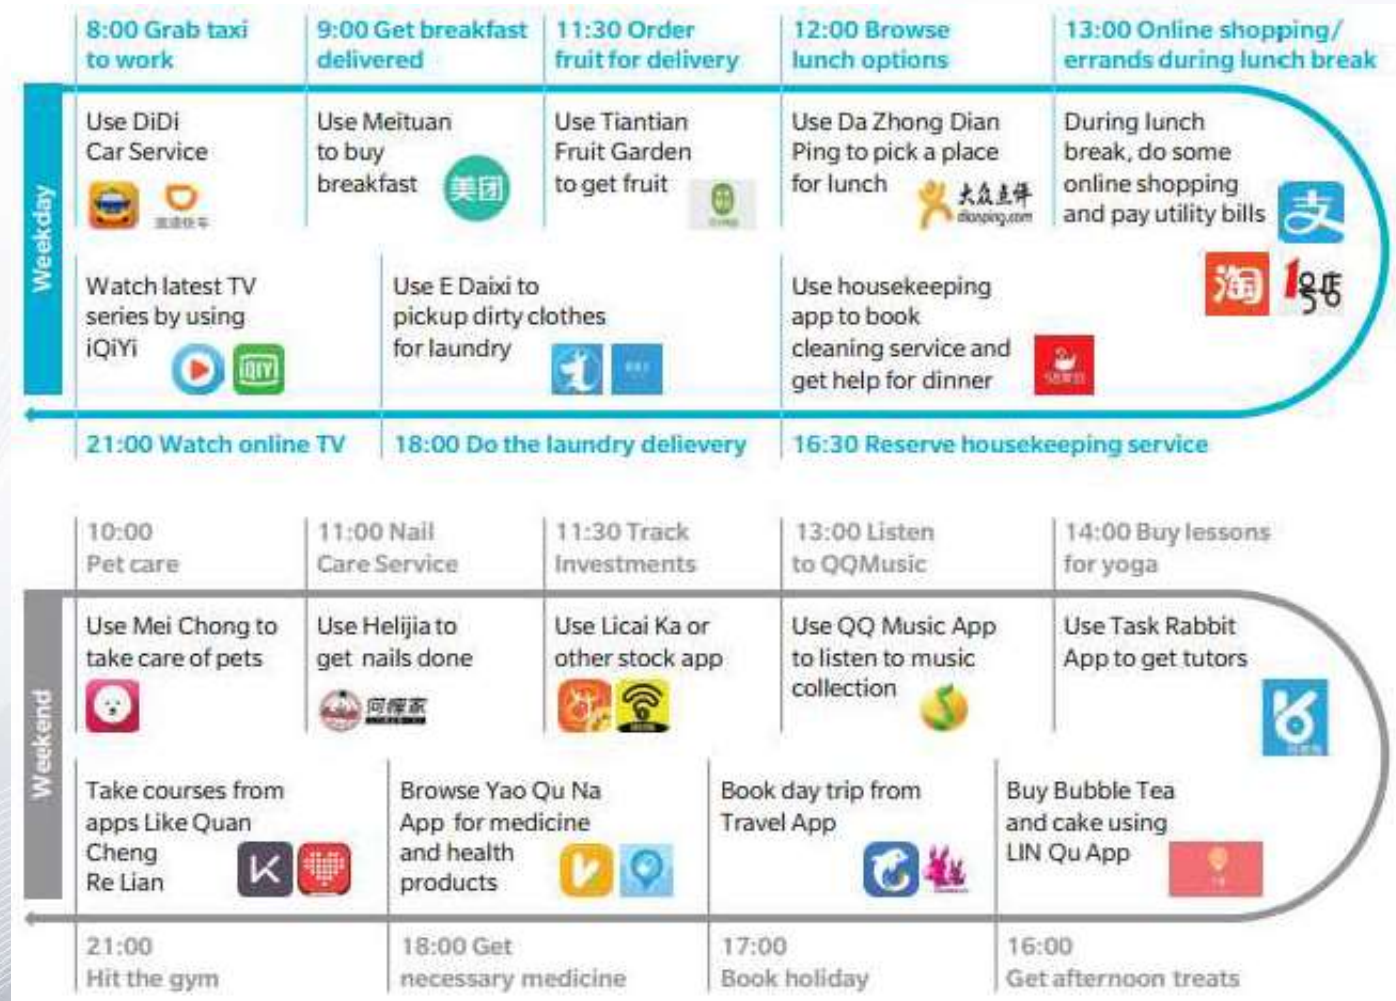 8:00 Grab taxi
to work
9:00 Get breakfast
delivered
11:30 Order
fruit for delivery
12:00 Browse
lunch options
13:00 Online shopping/
errands during lunch break
Weekday
Use DiDi
Car Service
Use Meituan
to buy
breakfast
美团
Use Tiantian
Fruit Garden
to get fruit
Use Da Zhong Dian
Ping to pick a place
for lunch
大众点评
dianping.com
During lunch
break, do some
online shopping
and pay utility bills
支
淘
1号店
Watch latest TV
series by using
iQiYi
iQIYI
Use E Daixi to
pickup dirty clothes
for laundry
Use housekeeping
app to book
cleaning service and
get help for dinner
21:00 Watch online TV
18:00 Do the laundry delievery
16:30 Reserve housekeeping service
10:00
Pet care
11:00 Nail
Care Service
11:30 Track
Investments
13:00 Listen
to QQMusic
14:00 Buy lessons
for yoga
Weekend
Use Mei Chong to
take care of pets
Use Helijia to
get nails done
河狸家
Use Licai Ka or
other stock app
Use QQ Music App
to listen to music
collection
Use Task Rabbit
App to get tutors
Take courses from
apps Like Quan
Cheng
Re Lian
K
Browse Yao Qu Na
App for medicine
and health
products
Book day trip from
Travel App
Buy Bubble Tea
and cake using
LIN Qu App
21:00
Hit the gym
18:00 Get
necessary medicine
17:00
Book holiday
16:00
Get afternoon treats